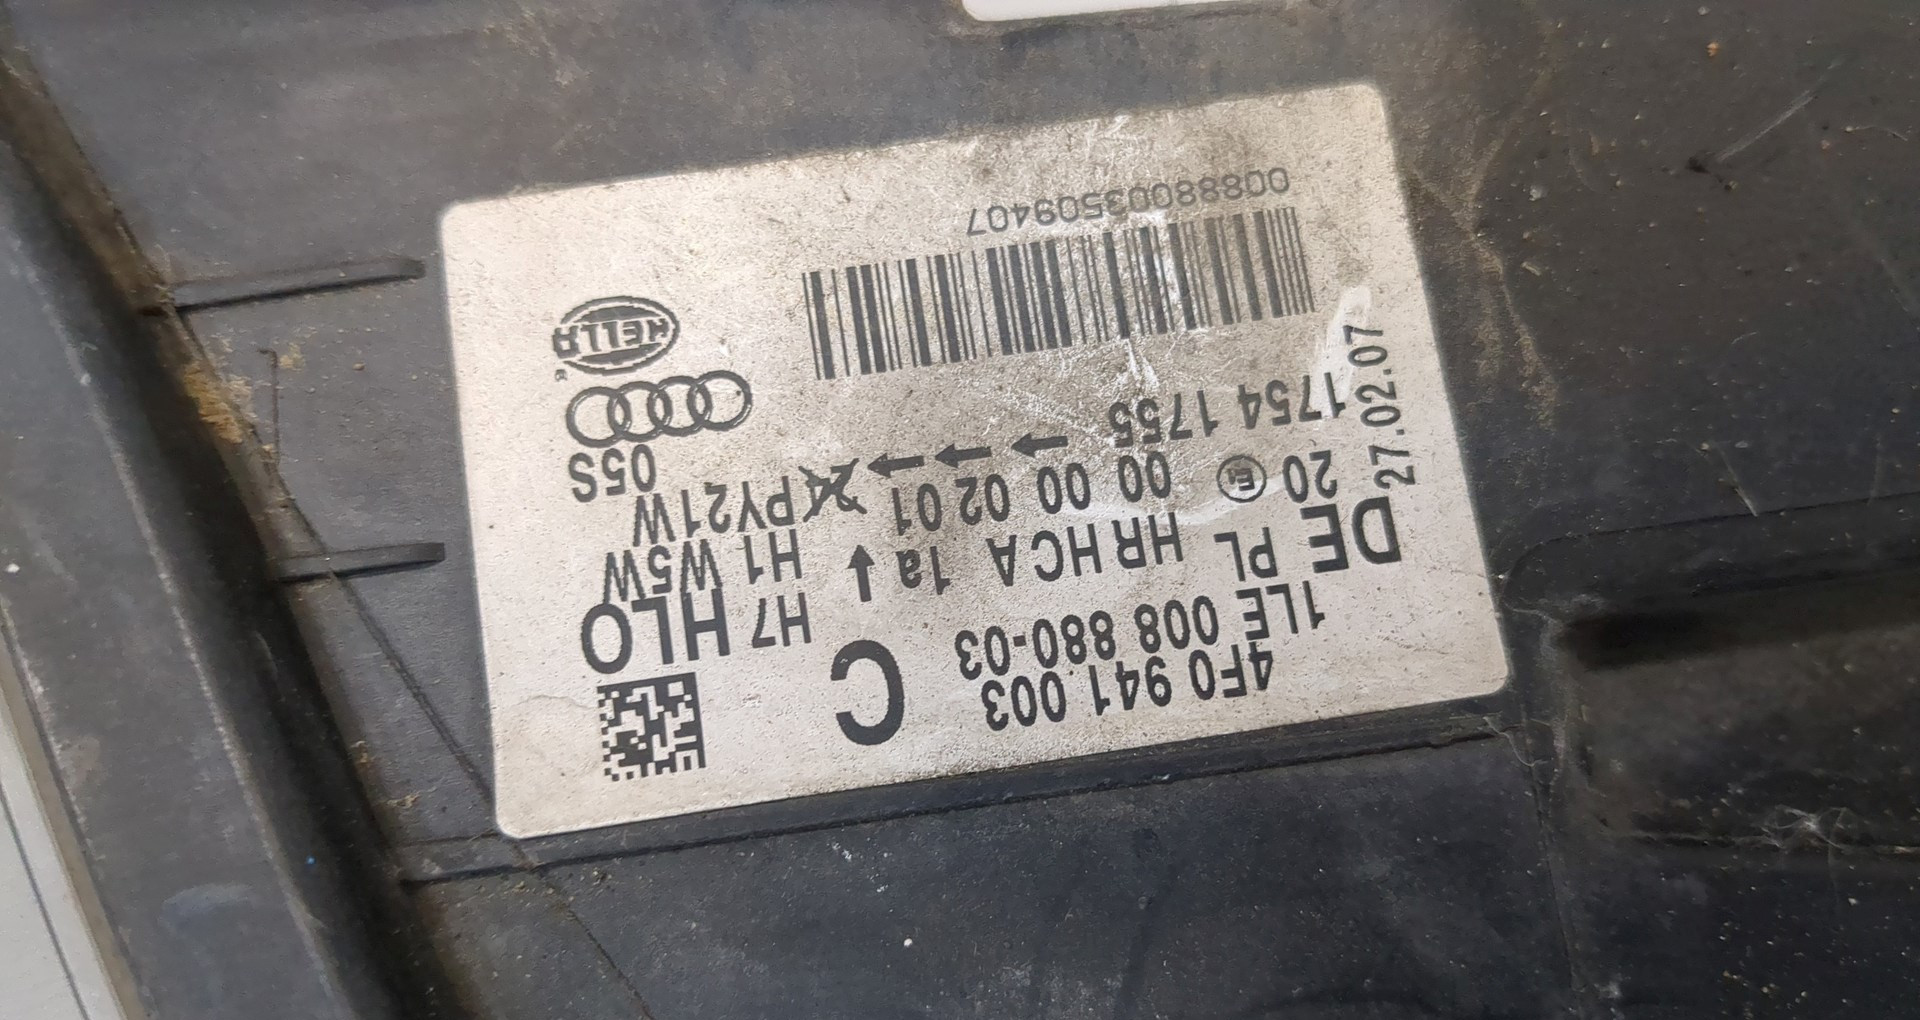 4F0 941 003 C
1LE 008 880-03 H7 HLO
DE PL HR HCA 1a ↓ H1 W5W
20 E1 00 00 02 01 PY21W
1754 1755 → → → 05S
27.02.07
HELLA
0088003509407